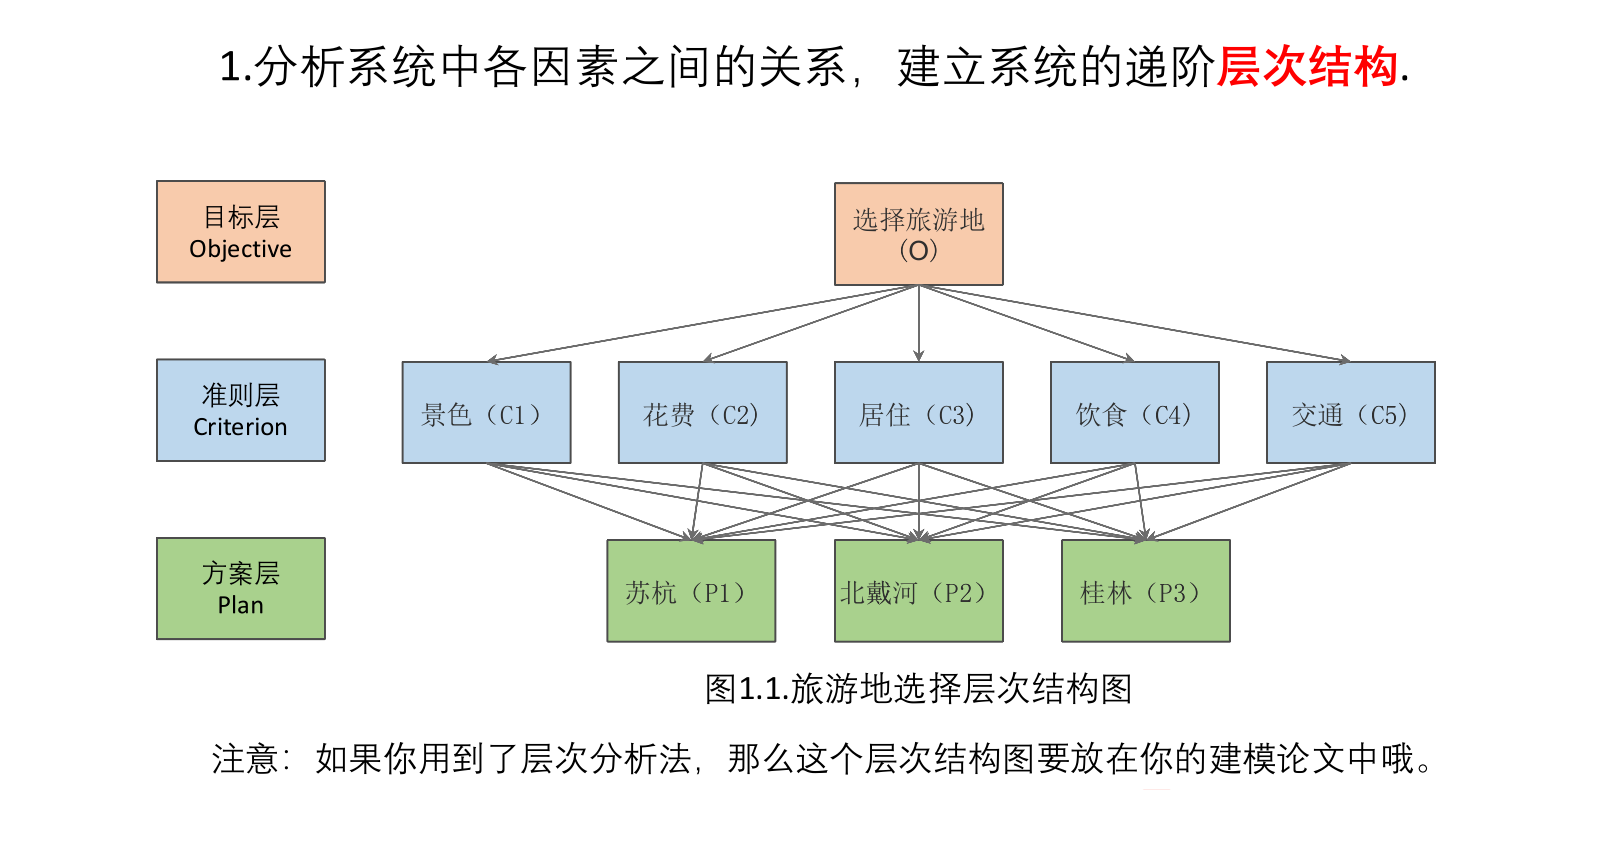 1.分析系统中各因素之间的关系，建立系统的递阶层次结构.
目标层
Objective
选择旅游地
(O)
准则层
Criterion
景色（C1）
花费（C2)
居住（C3)
饮食（C4)
交通（C5)
方案层
Plan
苏杭（P1）
北戴河（P2）
桂林（P3）
图1.1.旅游地选择层次结构图
注意：如果你用到了层次分析法，那么这个层次结构图要放在你的建模论文中哦。